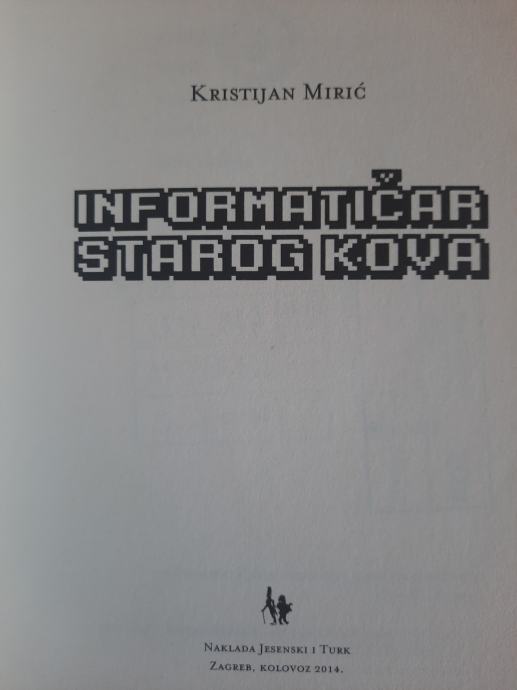 Kristijan Mirić
INFORMATIČAR
STAROG KOVA
Naklada Jesenski i Turk
Zagreb, kolovoz 2014.